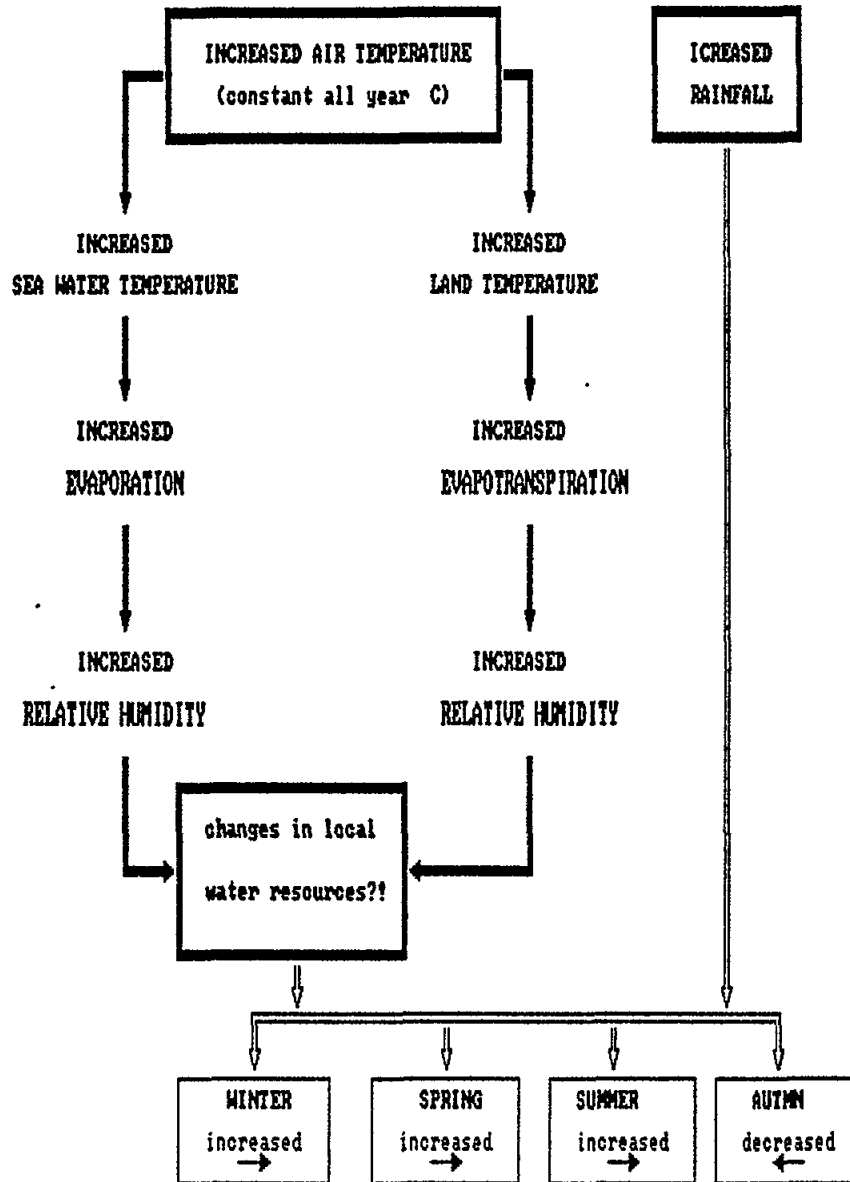 INCREASED AIR TEMPERATURE
(constant all year C)
ICREASED
RAINFALL
INCREASED
SEA WATER TEMPERATURE
INCREASED
LAND TEMPERATURE
INCREASED
EVAPORATION
INCREASED
EVAPOTRANSPIRATION
INCREASED
RELATIVE HUMIDITY
INCREASED
RELATIVE HUMIDITY
changes in local
water resources?!
WINTER
increased
SPRING
increased
SUMMER
increased
AUTMN
decreased